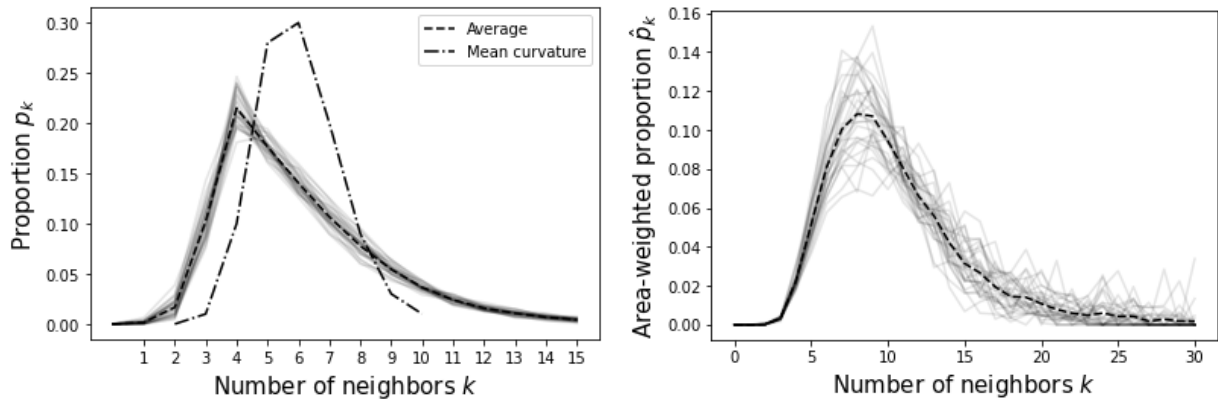 0.30
0.25
0.20
0.15
0.10
0.05
0.00
Proportion p_k
Average
Mean curvature
1 2 3 4 5 6 7 8 9 10 11 12 13 14 15
Number of neighbors k
0.16
0.14
0.12
0.10
0.08
0.06
0.04
0.02
0.00
Area-weighted proportion p̂_k
0 5 10 15 20 25 30
Number of neighbors k